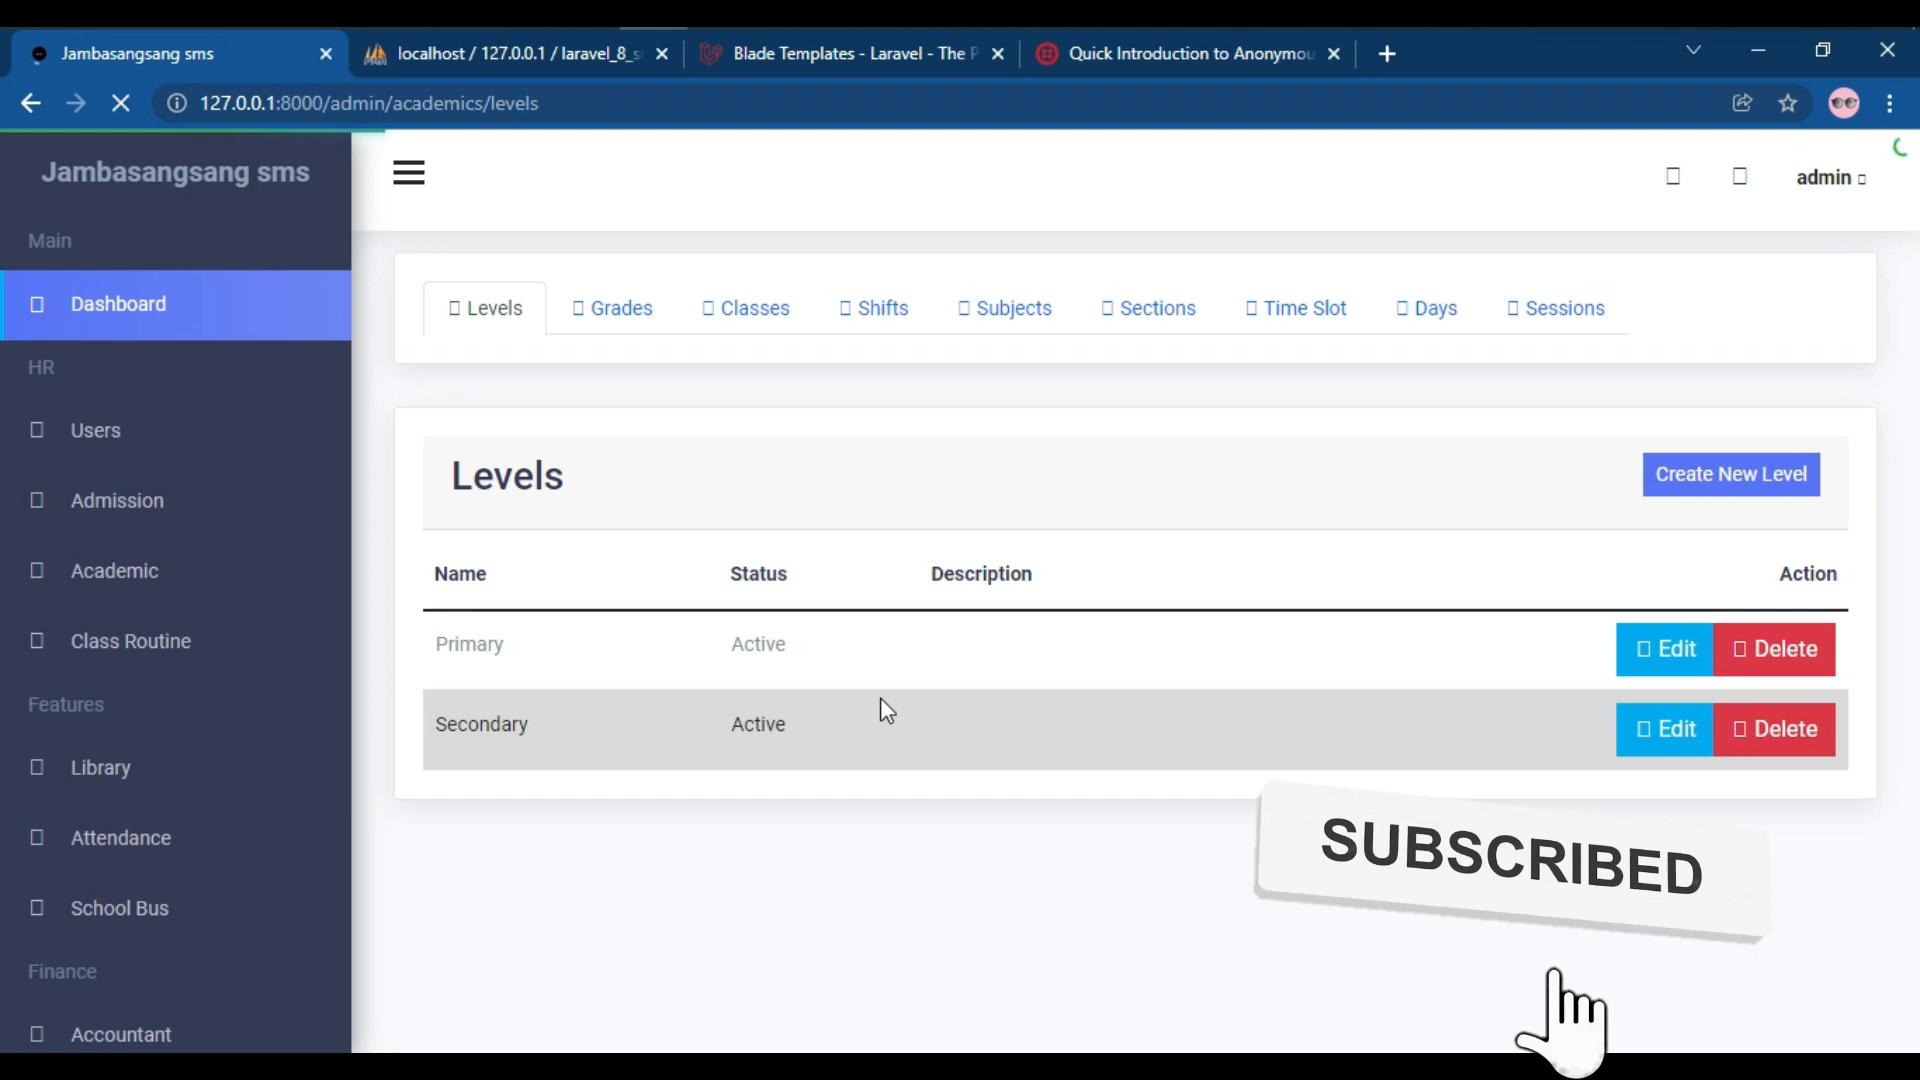 Jambasangsang sms
localhost / 127.0.0.1 / laravel_8_s
Blade Templates - Laravel - The P
Quick Introduction to Anonymou
127.0.0.1:8000/admin/academics/levels
Jambasangsang sms
admin
Main
Dashboard
HR
Users
Admission
Academic
Class Routine
Features
Library
Attendance
School Bus
Finance
Accountant
Levels Grades Classes Shifts Subjects Sections Time Slot Days Sessions
Levels
Create New Level
Name Status Description Action
Primary Active Edit Delete
Secondary Active Edit Delete
SUBSCRIBED